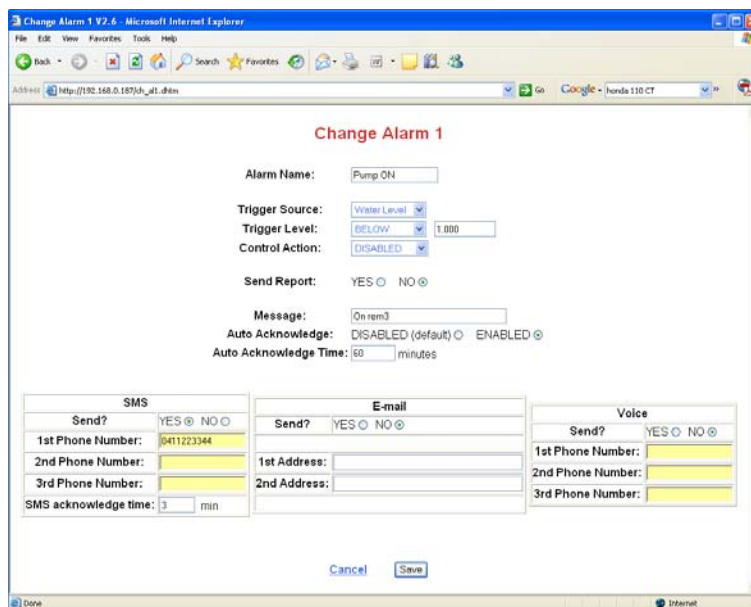 Change Alarm 1 V2.6 - Microsoft Internet Explorer
File Edit View Favorites Tools Help
Back Search Favorites
Address http://192.168.0.187/ch_al1.dhtm Go Google honda 110 CT
Change Alarm 1
Alarm Name: Pump ON
Trigger Source: Water Level
Trigger Level: BELOW 1.000
Control Action: DISABLED
Send Report: YES NO
Message: On rem3
Auto Acknowledge: DISABLED (default) ENABLED
Auto Acknowledge Time: 60 minutes
SMS
Send? YES NO
1st Phone Number: 0411223344
2nd Phone Number:
3rd Phone Number:
SMS acknowledge time: 3 min
E-mail
Send? YES NO
1st Address:
2nd Address:
Voice
Send? YES NO
1st Phone Number:
2nd Phone Number:
3rd Phone Number:
Cancel Save
Done Internet